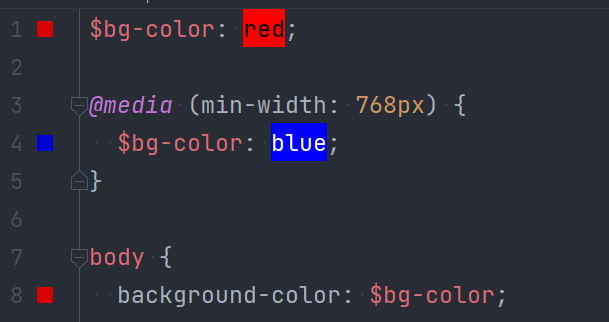 1 $bg-color: red;
2
3 @media (min-width: 768px) {
4 $bg-color: blue;
5 }
6
7 body {
8 background-color: $bg-color;